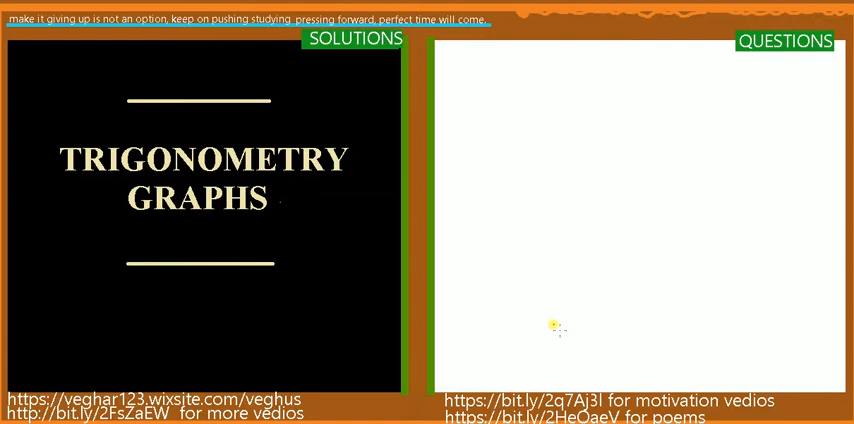 make it giving up is not an option, keep on pushing studying pressing forward, perfect time will come.
SOLUTIONS
QUESTIONS
TRIGONOMETRY
GRAPHS
https://veghar123.wixsite.com/veghus
http://bit.ly/2FsZaEW for more vedios
https://bit.ly/2q7Aj3I for motivation vedios
https://bit.ly/2HeOaeV for poems